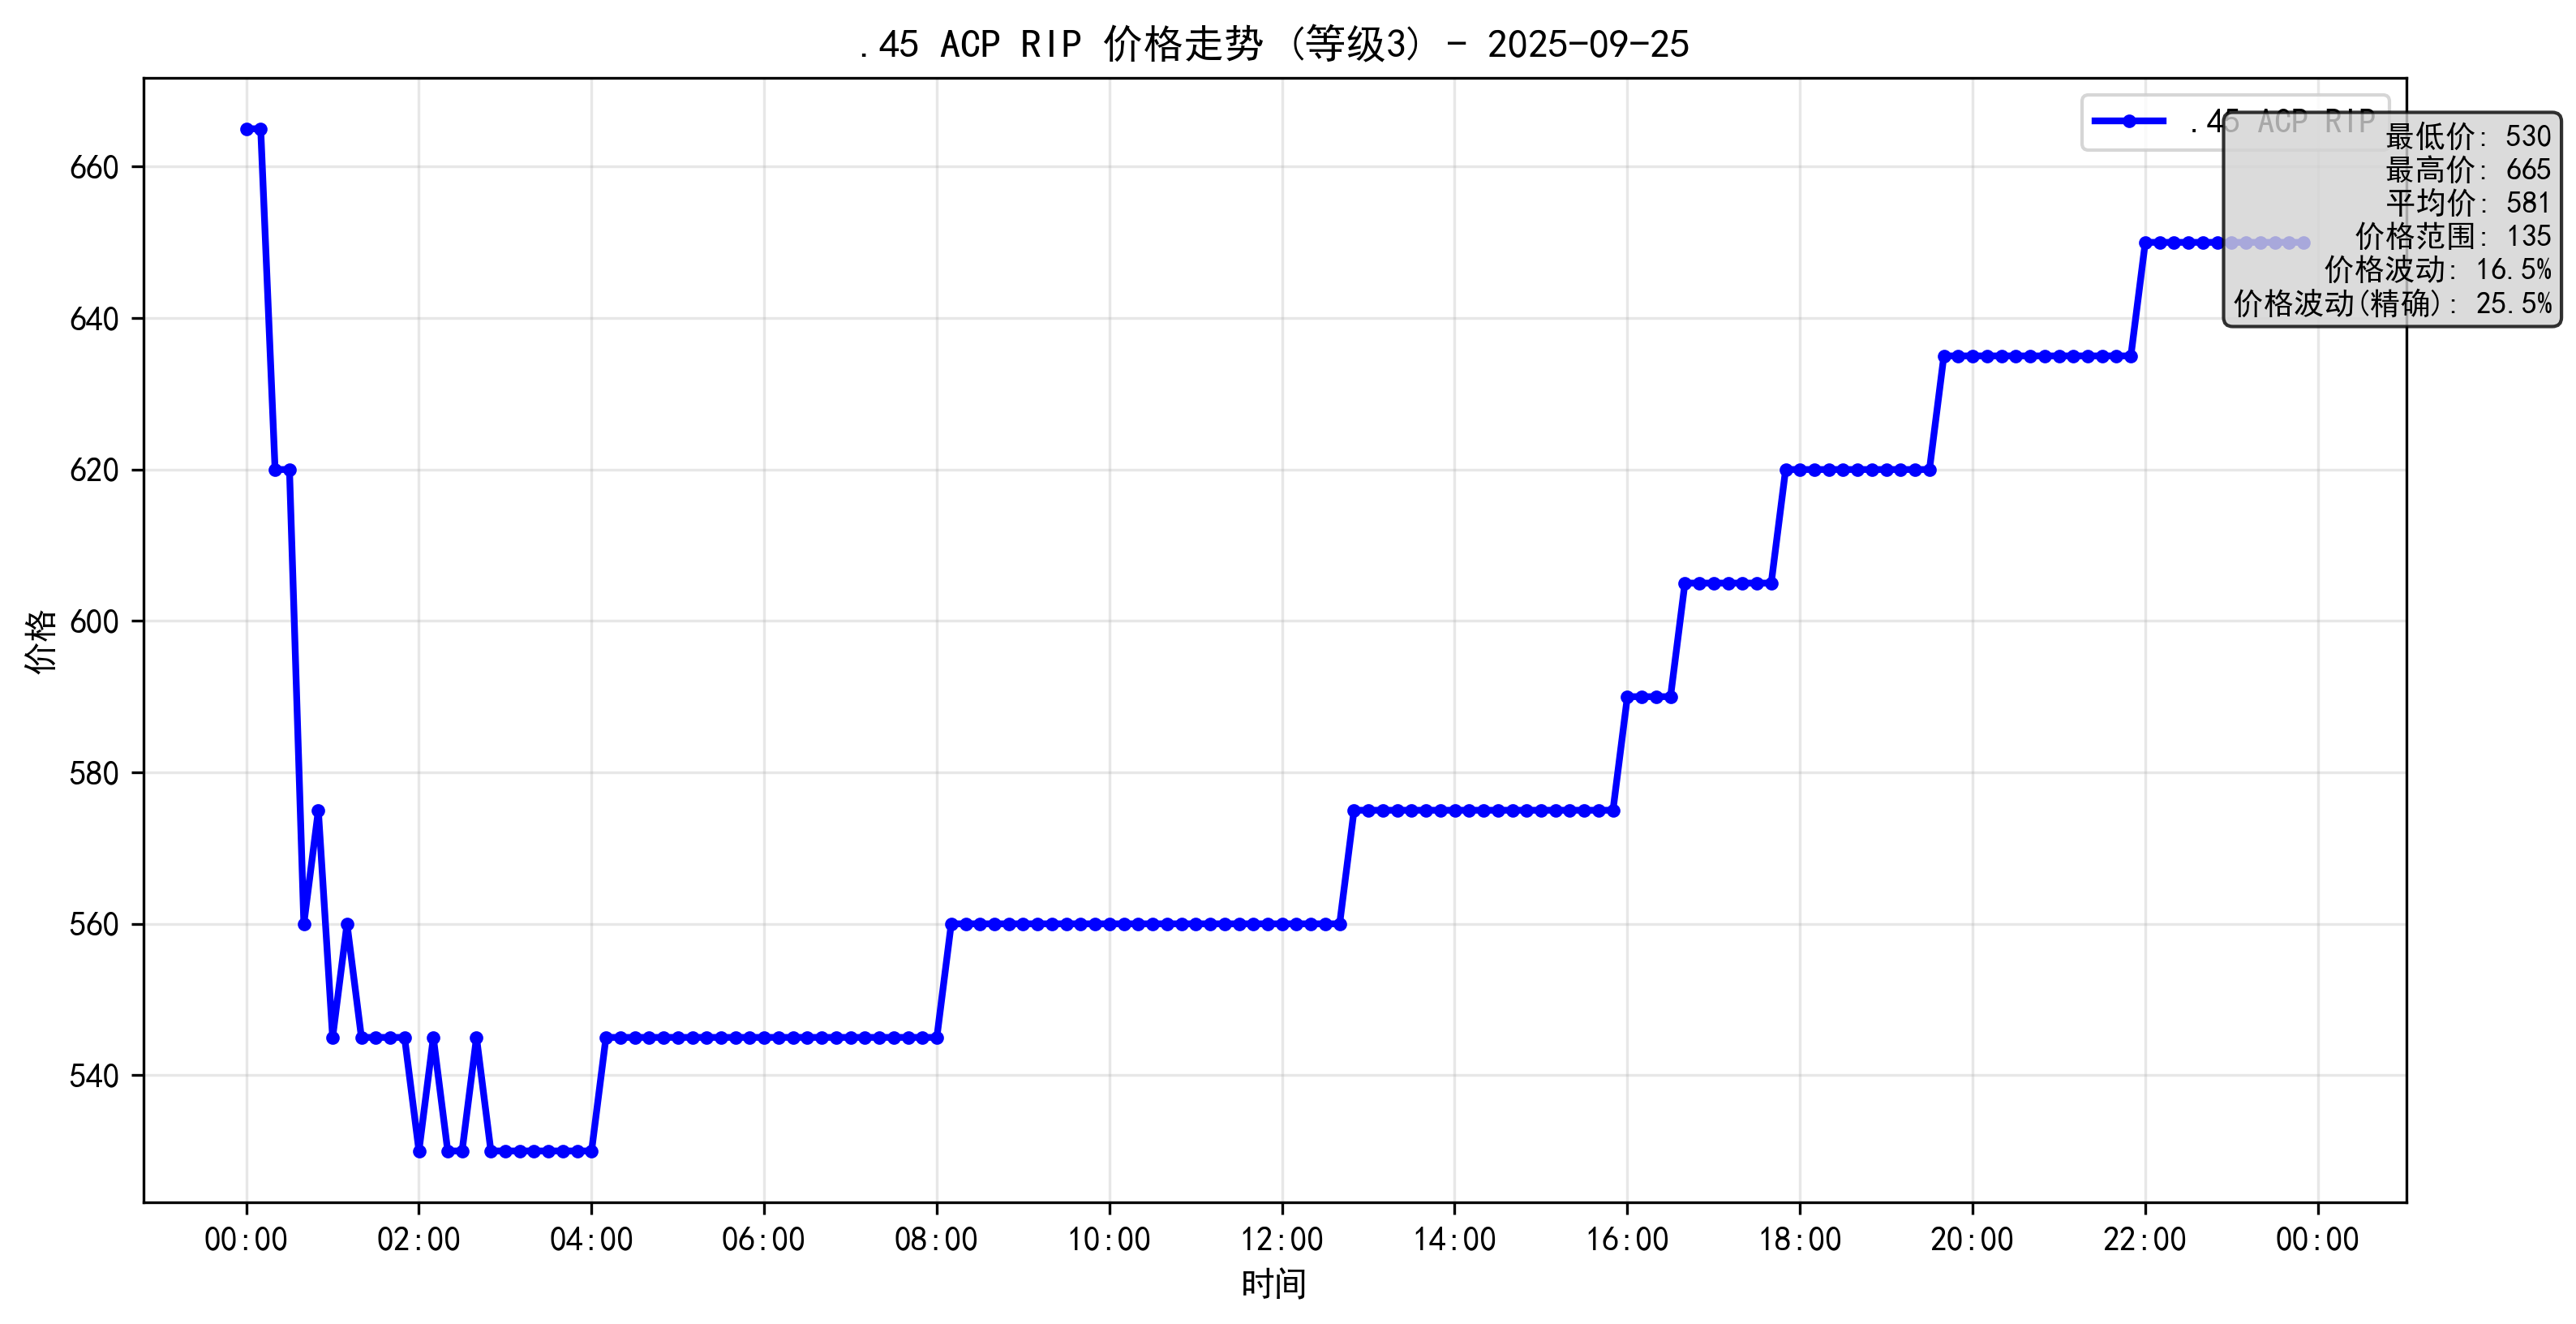 .45 ACP RIP 价格走势 (等级3) - 2025-09-25
.45 ACP RIP
最低价: 530
最高价: 665
平均价: 581
价格范围: 135
价格波动: 16.5%
价格波动(精确): 25.5%
价格
660
640
620
600
580
560
540
00:00 02:00 04:00 06:00 08:00 10:00 12:00 14:00 16:00 18:00 20:00 22:00 00:00
时间